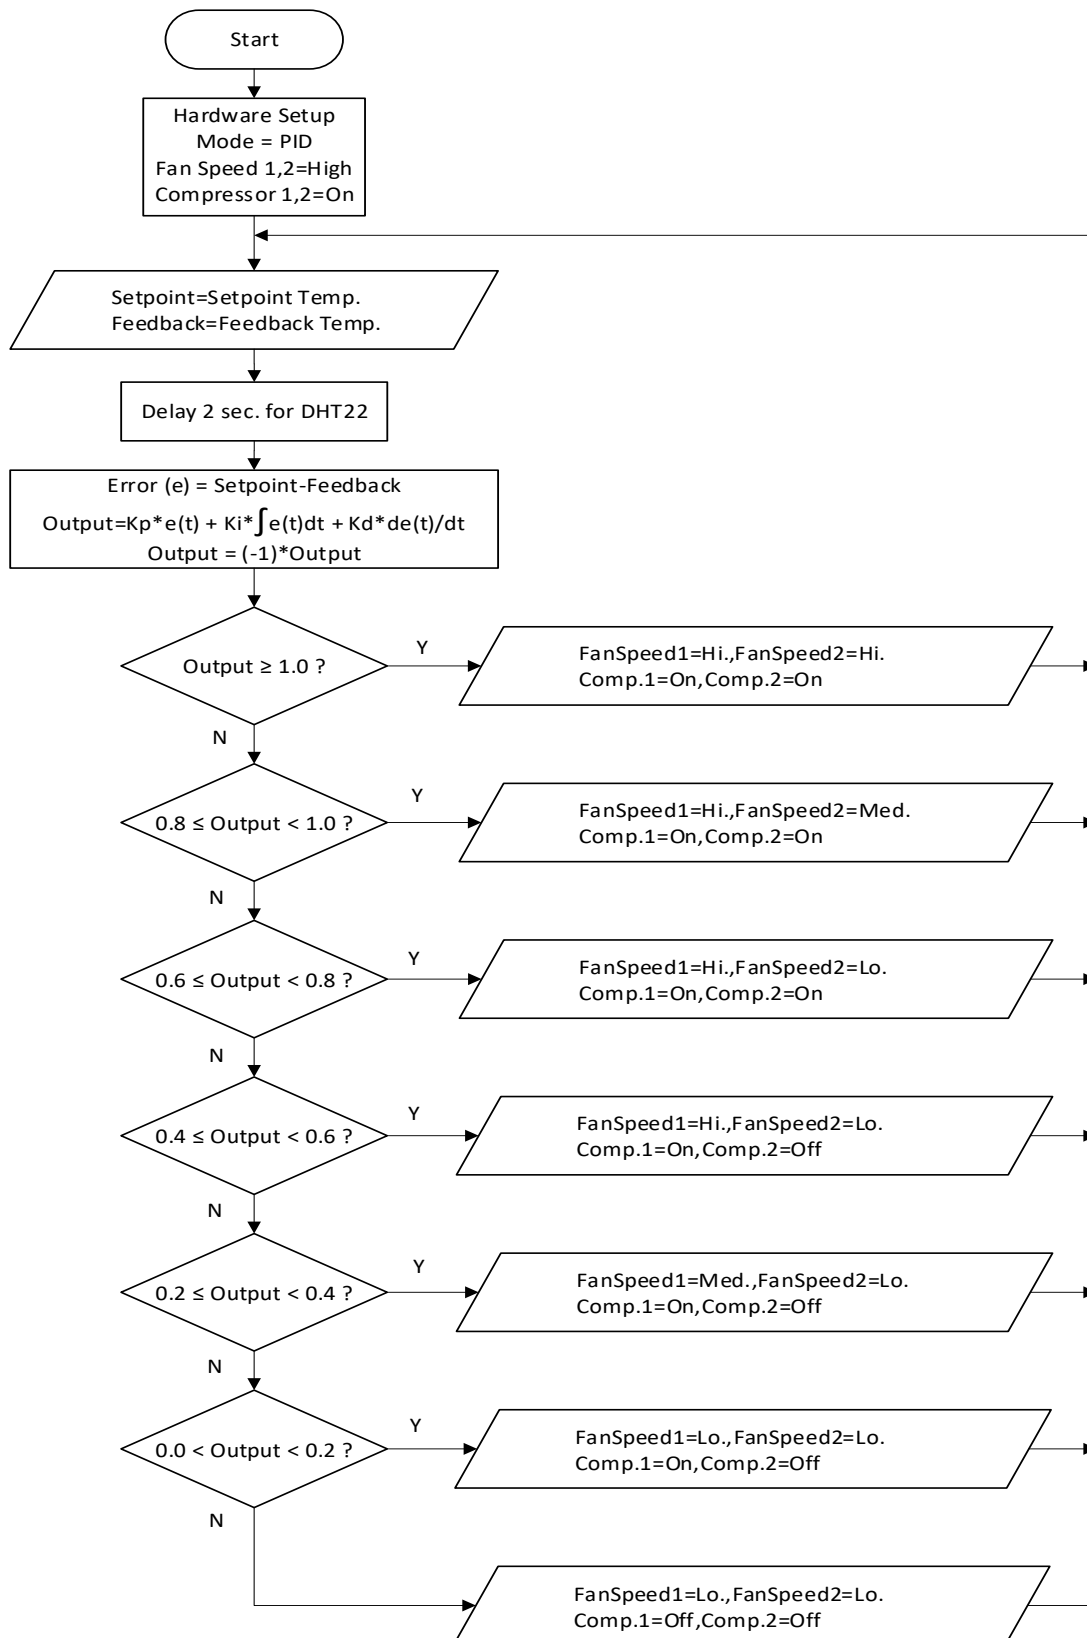 Start
Hardware Setup
Mode = PID
Fan Speed 1,2=High
Compressor 1,2=On
Setpoint=Setpoint Temp.
Feedback=Feedback Temp.
Delay 2 sec. for DHT22
Error (e) = Setpoint-Feedback
Output=Kp*e(t) + Ki*∫e(t)dt + Kd*de(t)/dt
Output = (-1)*Output
Output ≥ 1.0 ?
Y
FanSpeed1=Hi.,FanSpeed2=Hi.
Comp.1=On,Comp.2=On
N
0.8 ≤ Output < 1.0 ?
Y
FanSpeed1=Hi.,FanSpeed2=Med.
Comp.1=On,Comp.2=On
N
0.6 ≤ Output < 0.8 ?
Y
FanSpeed1=Hi.,FanSpeed2=Lo.
Comp.1=On,Comp.2=On
N
0.4 ≤ Output < 0.6 ?
Y
FanSpeed1=Hi.,FanSpeed2=Lo.
Comp.1=On,Comp.2=Off
N
0.2 ≤ Output < 0.4 ?
Y
FanSpeed1=Med.,FanSpeed2=Lo.
Comp.1=On,Comp.2=Off
N
0.0 < Output < 0.2 ?
Y
FanSpeed1=Lo.,FanSpeed2=Lo.
Comp.1=On,Comp.2=Off
N
FanSpeed1=Lo.,FanSpeed2=Lo.
Comp.1=Off,Comp.2=Off